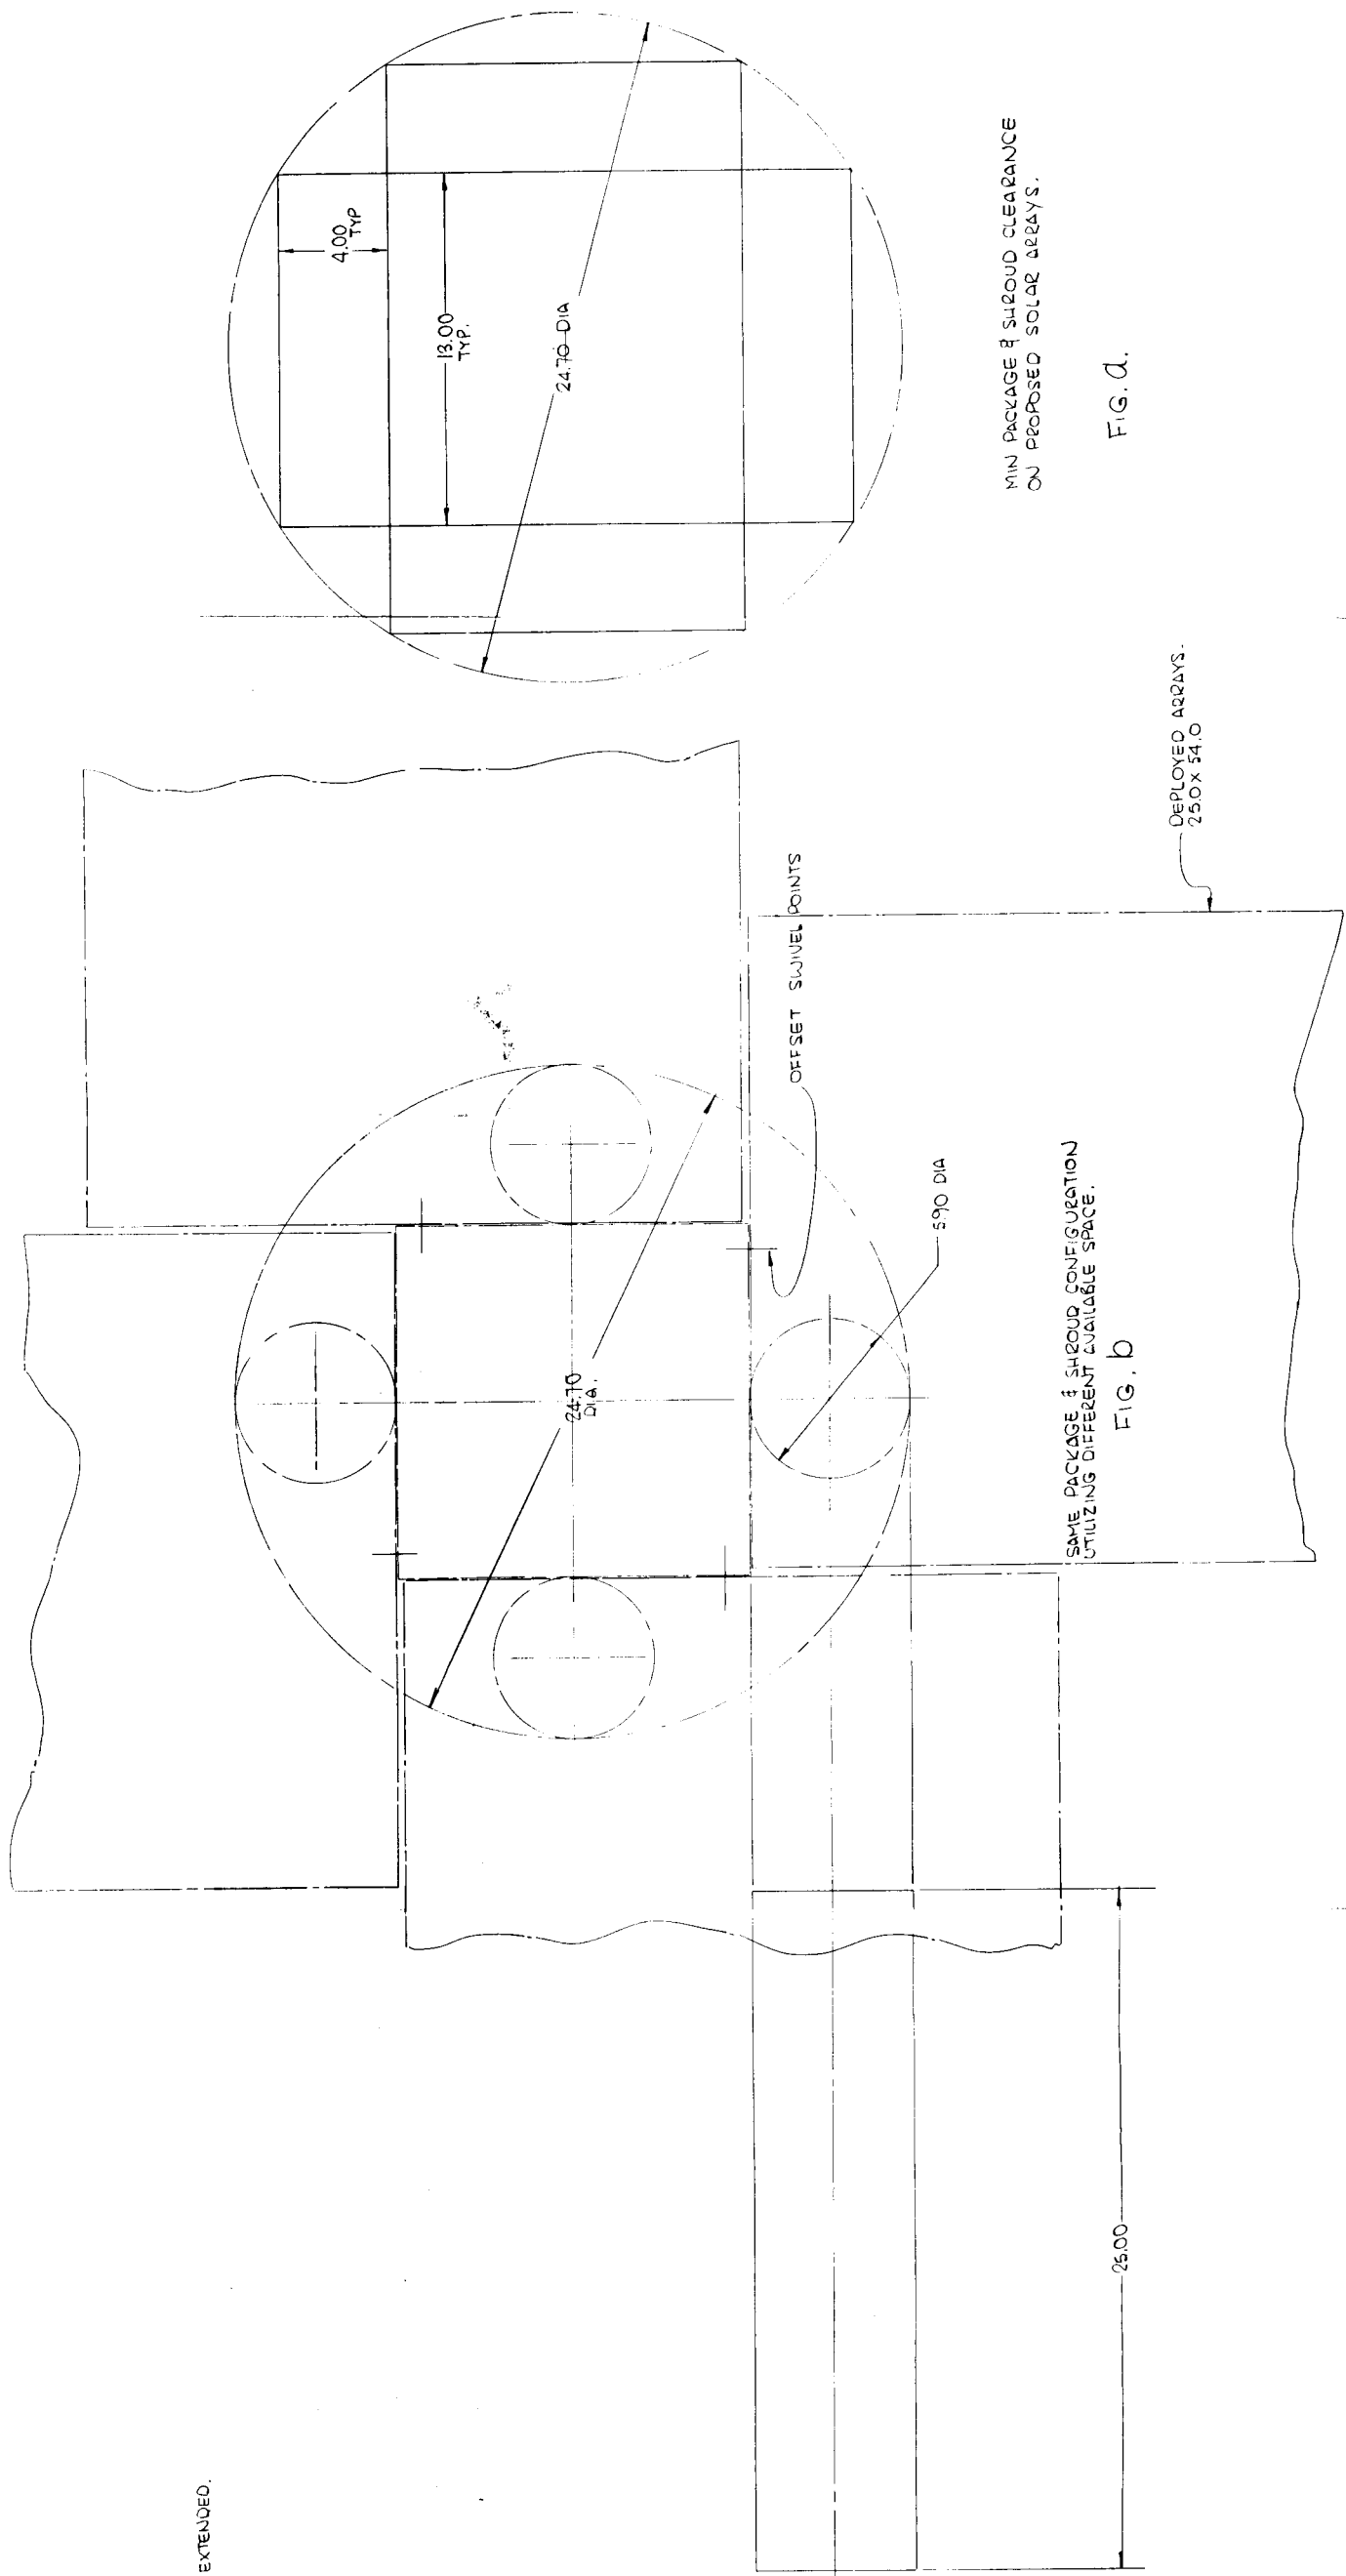 EXTENDED.
25.00
24.70
DIA.
5.90 DIA
OFFSET SWIVEL POINTS
DEPLOYED ARRAYS.
25.0 X 54.0
SAME PACKAGE & SHROUD CONFIGURATION
UTILIZING DIFFERENT AVAILABLE SPACE.
FIG. b
4.00
TYP
13.00
TYP.
24.70 DIA
MIN PACKAGE & SHROUD CLEARANCE
ON PROPOSED SOLAR ARRAYS.
FIG. a.